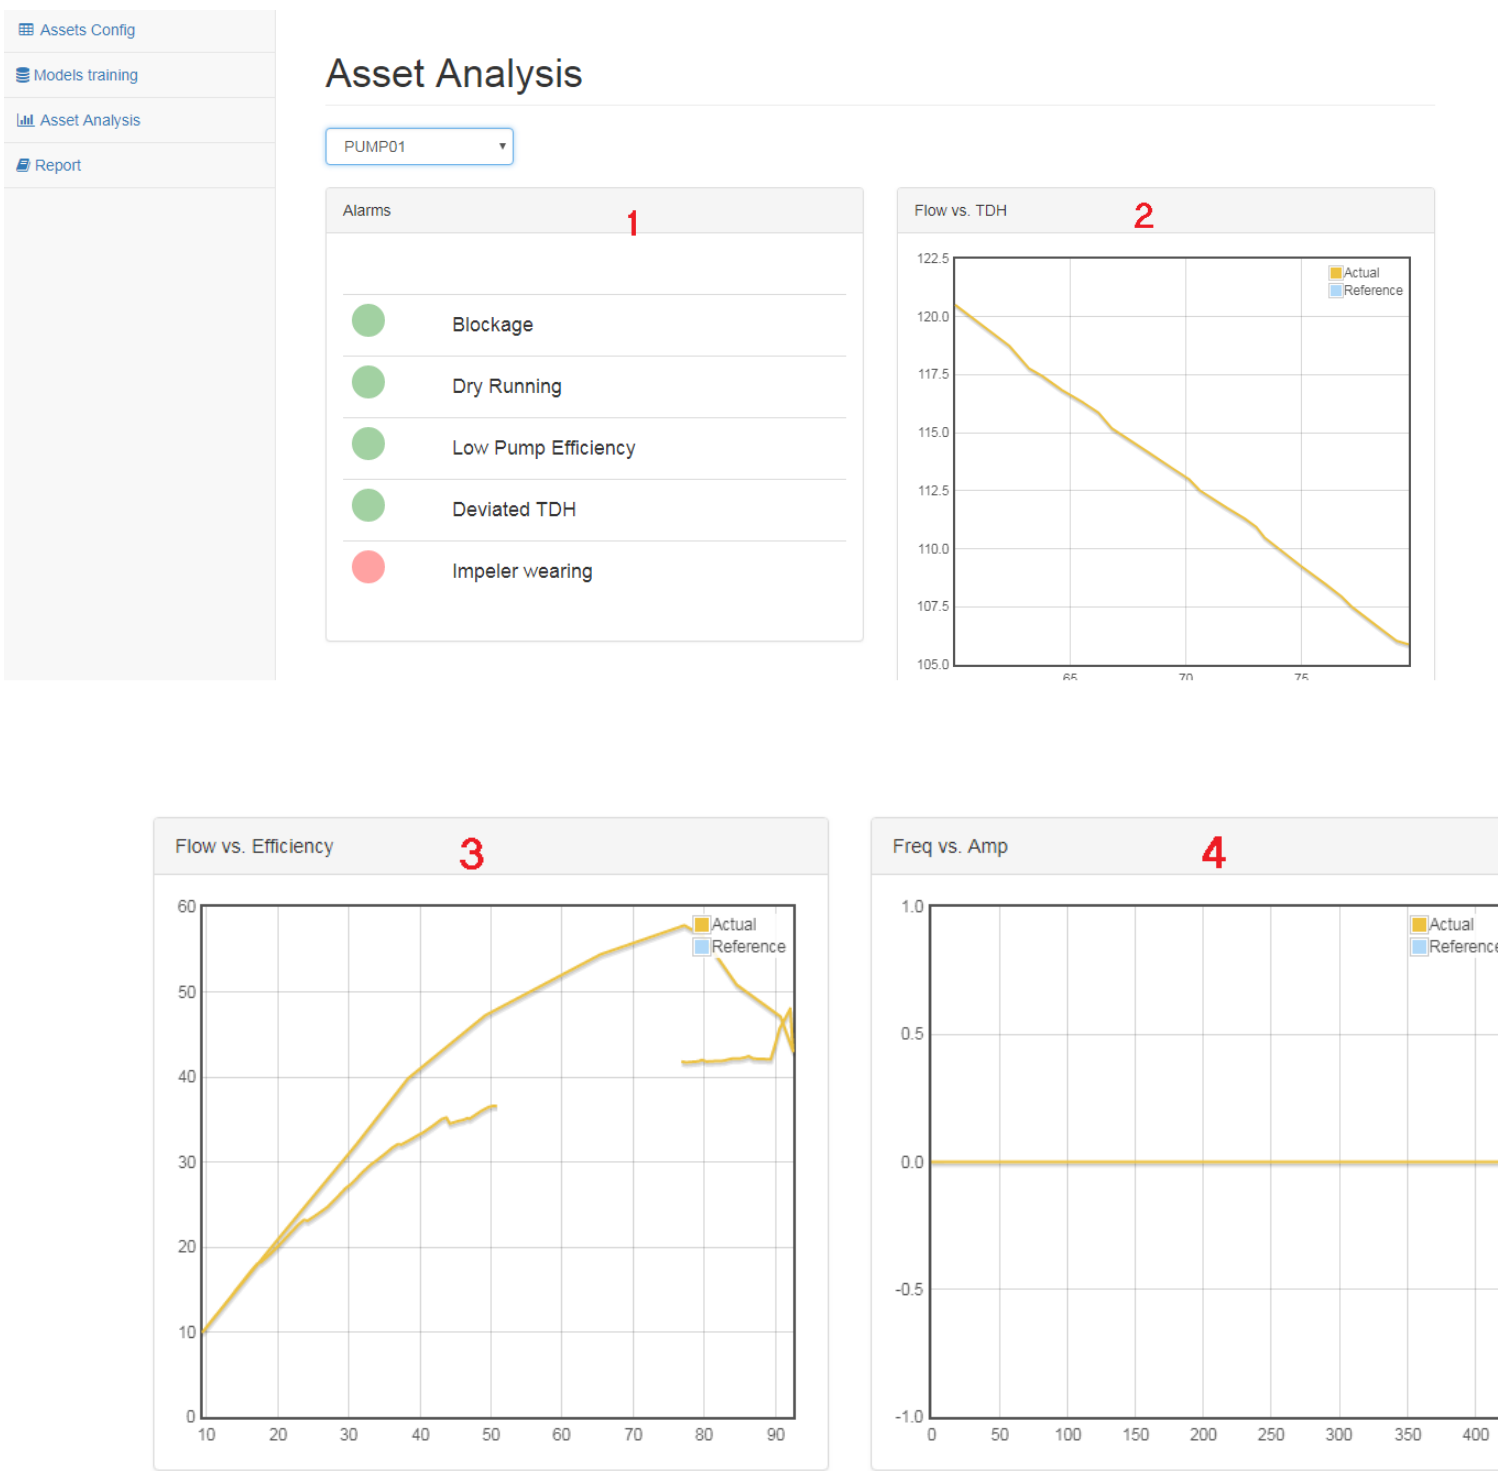 Assets Config
Models training
Asset Analysis
Report
Asset Analysis
PUMP01
Alarms 1
Blockage
Dry Running
Low Pump Efficiency
Deviated TDH
Impeler wearing
Flow vs. TDH 2
122.5
120.0
117.5
115.0
112.5
110.0
107.5
105.0
65 70 75
Actual
Reference
Flow vs. Efficiency 3
60
50
40
30
20
10
0
10 20 30 40 50 60 70 80 90
Actual
Reference
Freq vs. Amp 4
1.0
0.5
0.0
-0.5
-1.0
0 50 100 150 200 250 300 350 400
Actual
Reference